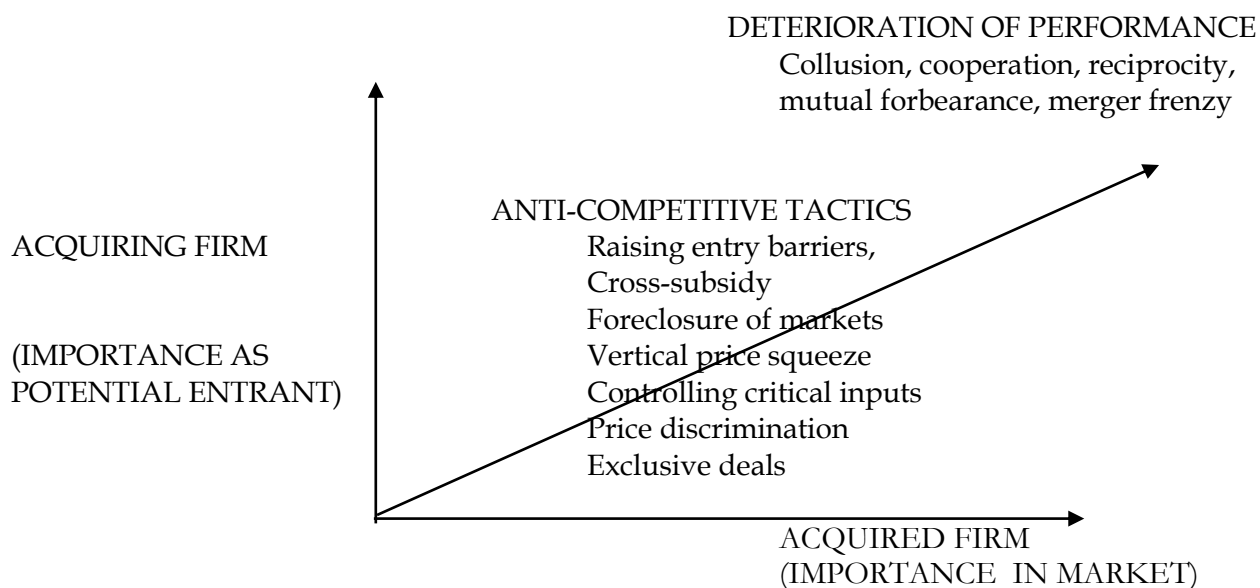 DETERIORATION OF PERFORMANCE
Collusion, cooperation, reciprocity,
mutual forbearance, merger frenzy
ANTI-COMPETITIVE TACTICS
ACQUIRING FIRM
Raising entry barriers,
Cross-subsidy
Foreclosure of markets
(IMPORTANCE AS
Vertical price squeeze
POTENTIAL ENTRANT)
Controlling critical inputs
Price discrimination
Exclusive deals
ACQUIRED FIRM
(IMPORTANCE IN MARKET)